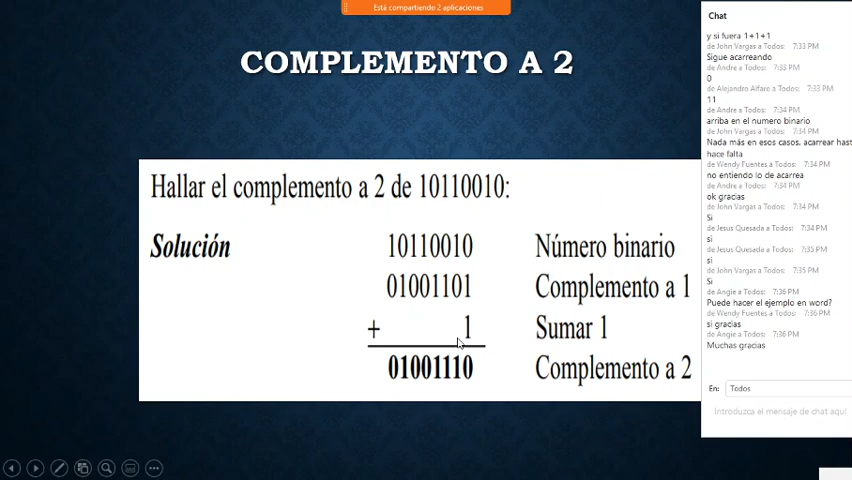 Está compartiendo 2 aplicaciones
COMPLEMENTO A 2
Hallar el complemento a 2 de 10110010:
Solución 10110010 Número binario
01001101 Complemento a 1
+ 1 Sumar 1
01001110 Complemento a 2
Chat
y si fuera 1+1+1
de John Vargas a Todos: 7:33 PM
Sigue acarreando
de Andre a Todos: 7:33 PM
0
de Alejandro Alfaro a Todos: 7:33 PM
11
de Andre a Todos: 7:34 PM
arriba en el numero binario
de John Vargas a Todos: 7:34 PM
Nada más en esos casos, acarrear hast
hace falta
de Wendy Fuentes a Todos: 7:34 PM
no entiendo lo de acarrea
de Andre a Todos: 7:34 PM
ok gracias
de John Vargas a Todos: 7:34 PM
Si
de Jesus Quesada a Todos: 7:34 PM
si
de Jesus Quesada a Todos: 7:35 PM
si
de John Vargas a Todos: 7:35 PM
Si
de Angie a Todos: 7:36 PM
Puede hacer el ejemplo en word?
de Wendy Fuentes a Todos: 7:36 PM
si gracias
de Angie a Todos: 7:36 PM
Muchas gracias
En: Todos
Introduzca el mensaje de chat aquí